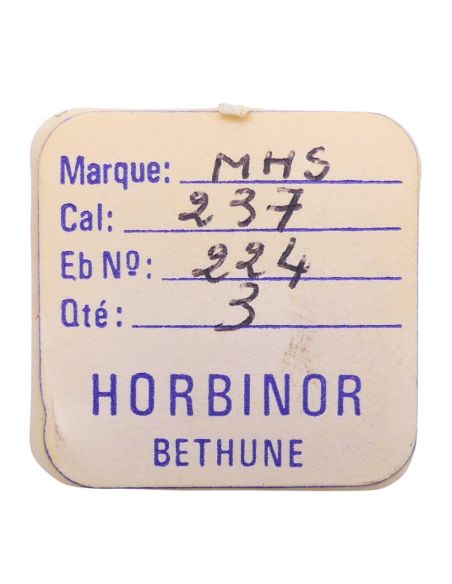 Marque: MHS
Cal: 237
Eb Nº: 224
Qté: 3
HORBINOR
BETHUNE